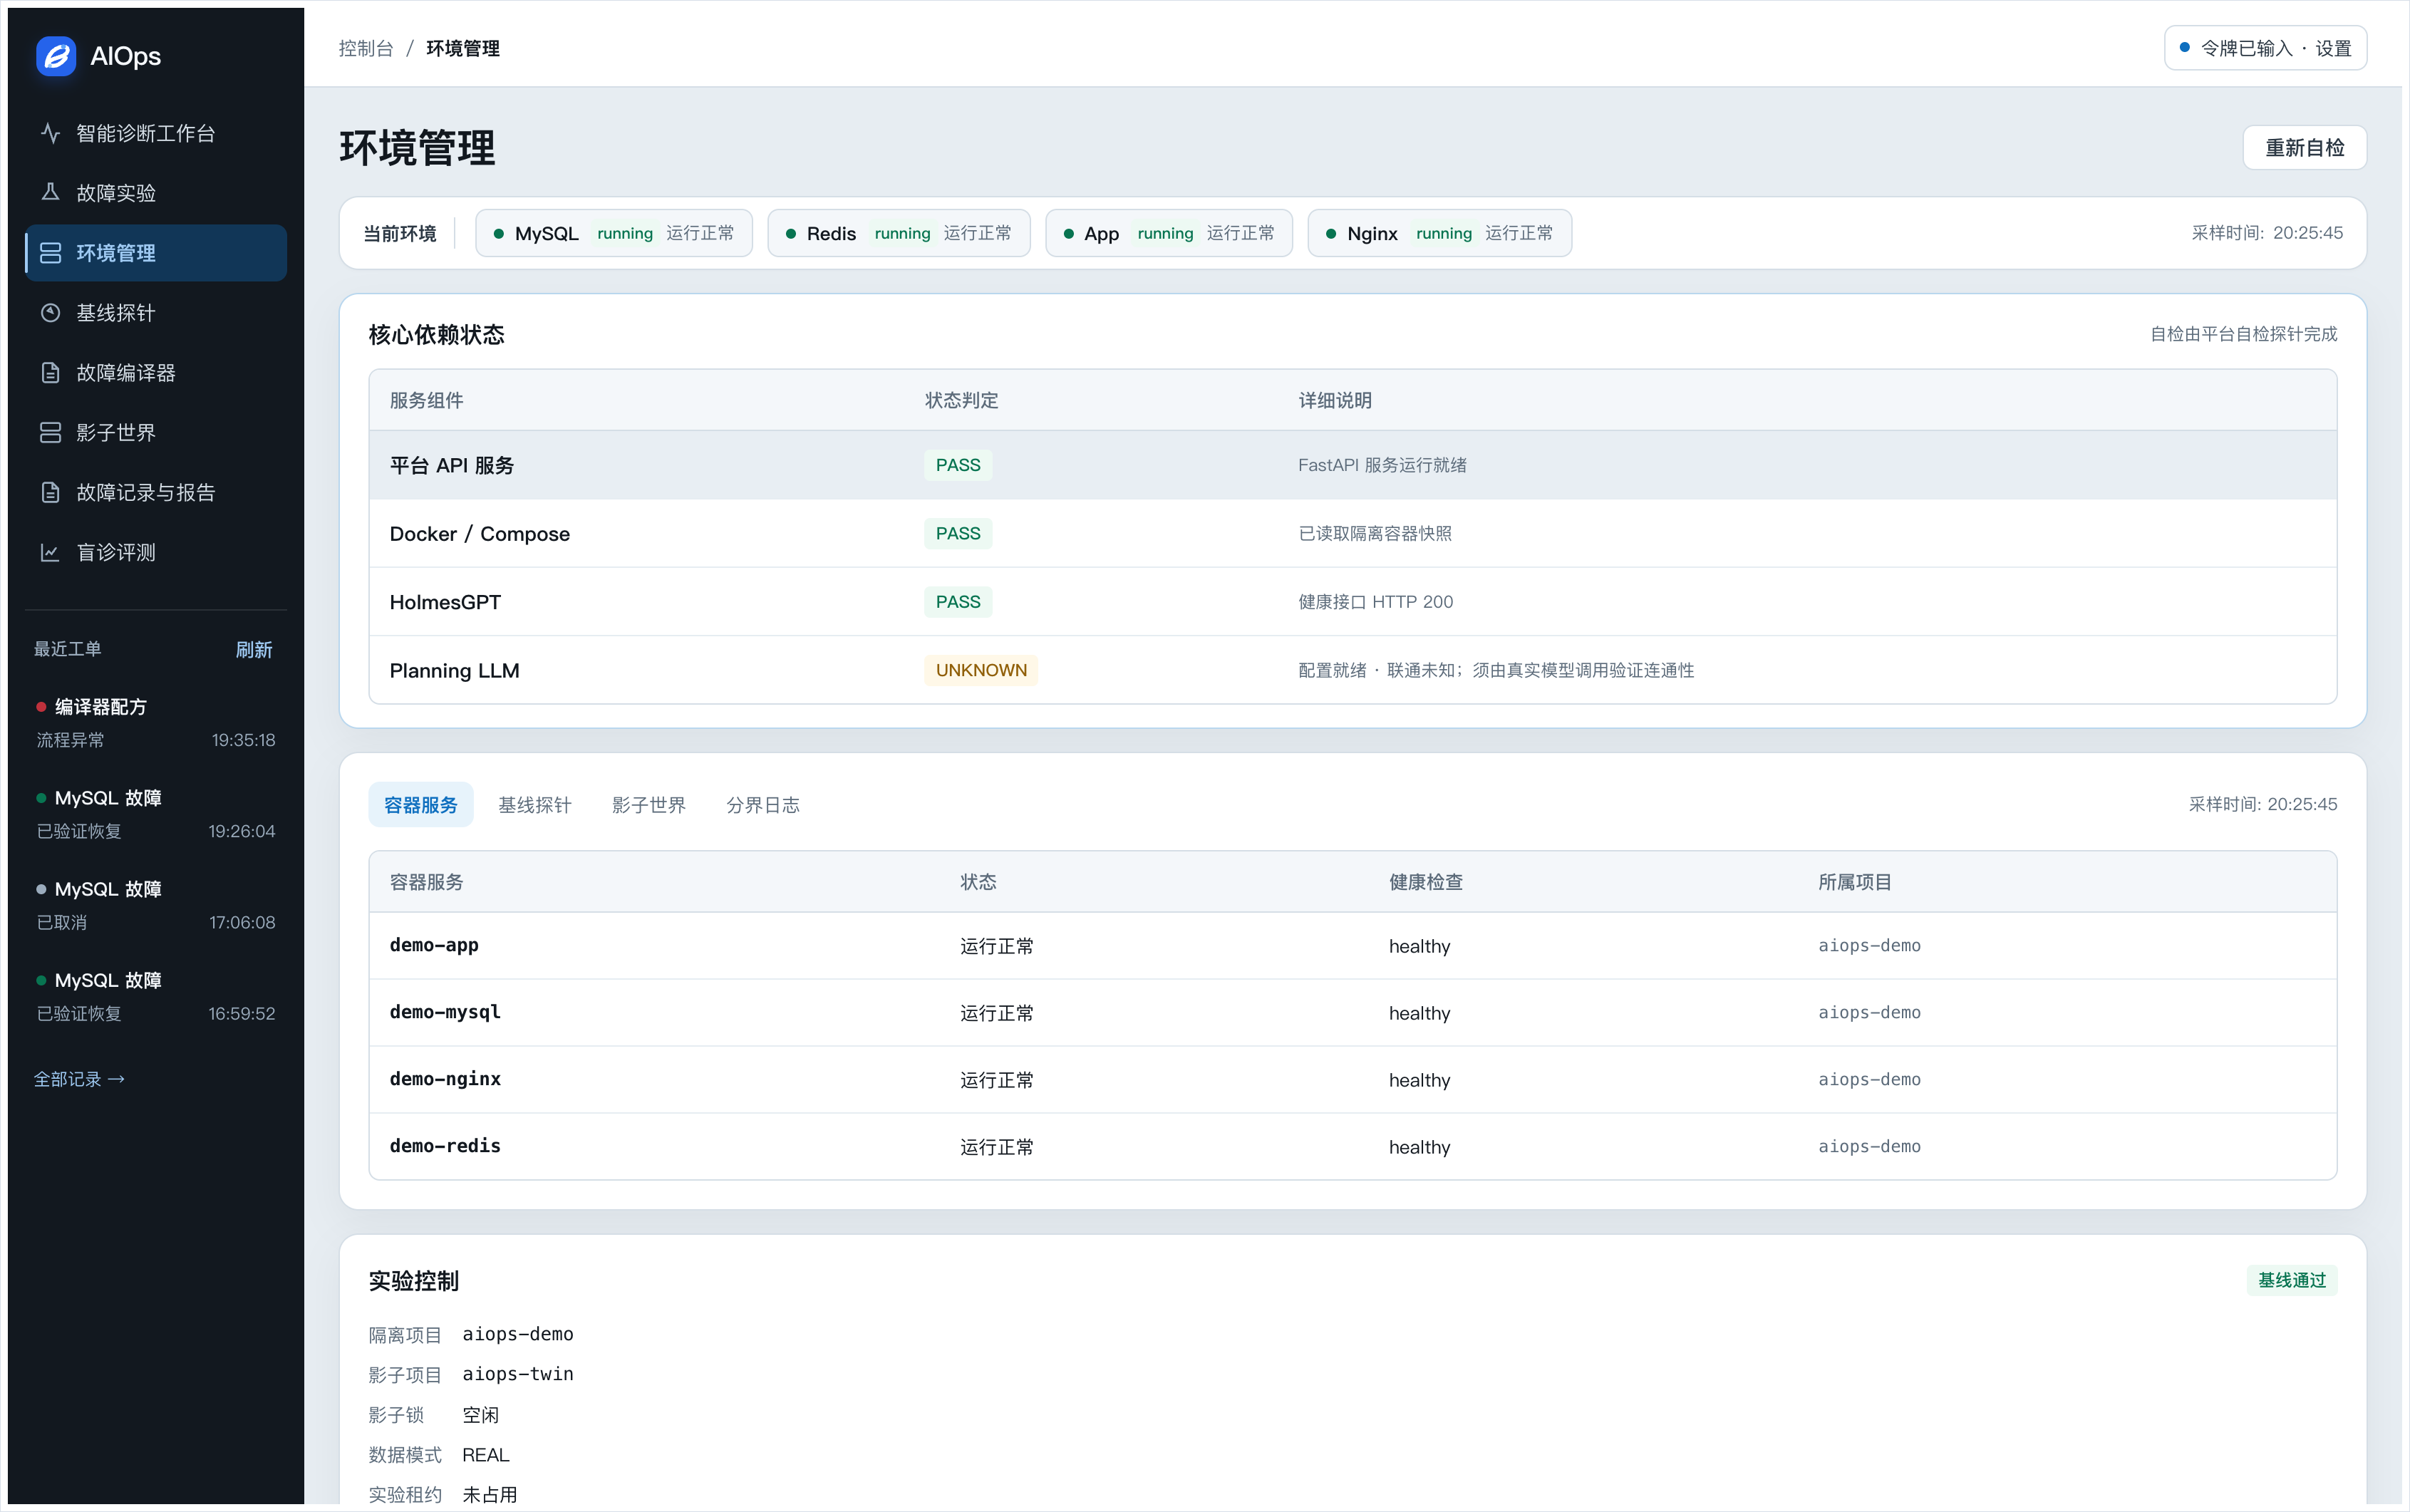 AIOps
智能诊断工作台
故障实验
环境管理
基线探针
故障编译器
影子世界
故障记录与报告
盲诊评测
最近工单 刷新
编译器配方
流程异常 19:35:18
MySQL 故障
已验证恢复 19:26:04
MySQL 故障
已取消 17:06:08
MySQL 故障
已验证恢复 16:59:52
全部记录 →
控制台 / 环境管理 令牌已输入 · 设置
环境管理 重新自检
当前环境 MySQL running 运行正常 Redis running 运行正常 App running 运行正常 Nginx running 运行正常 采样时间: 20:25:45
核心依赖状态 自检由平台自检探针完成
服务组件 状态判定 详细说明
平台 API 服务 PASS FastAPI 服务运行就绪
Docker / Compose PASS 已读取隔离容器快照
HolmesGPT PASS 健康接口 HTTP 200
Planning LLM UNKNOWN 配置就绪 · 联通未知；须由真实模型调用验证连通性
容器服务 基线探针 影子世界 分界日志 采样时间: 20:25:45
容器服务 状态 健康检查 所属项目
demo-app 运行正常 healthy aiops-demo
demo-mysql 运行正常 healthy aiops-demo
demo-nginx 运行正常 healthy aiops-demo
demo-redis 运行正常 healthy aiops-demo
实验控制 基线通过
隔离项目 aiops-demo
影子项目 aiops-twin
影子锁 空闲
数据模式 REAL
实验租约 未占用